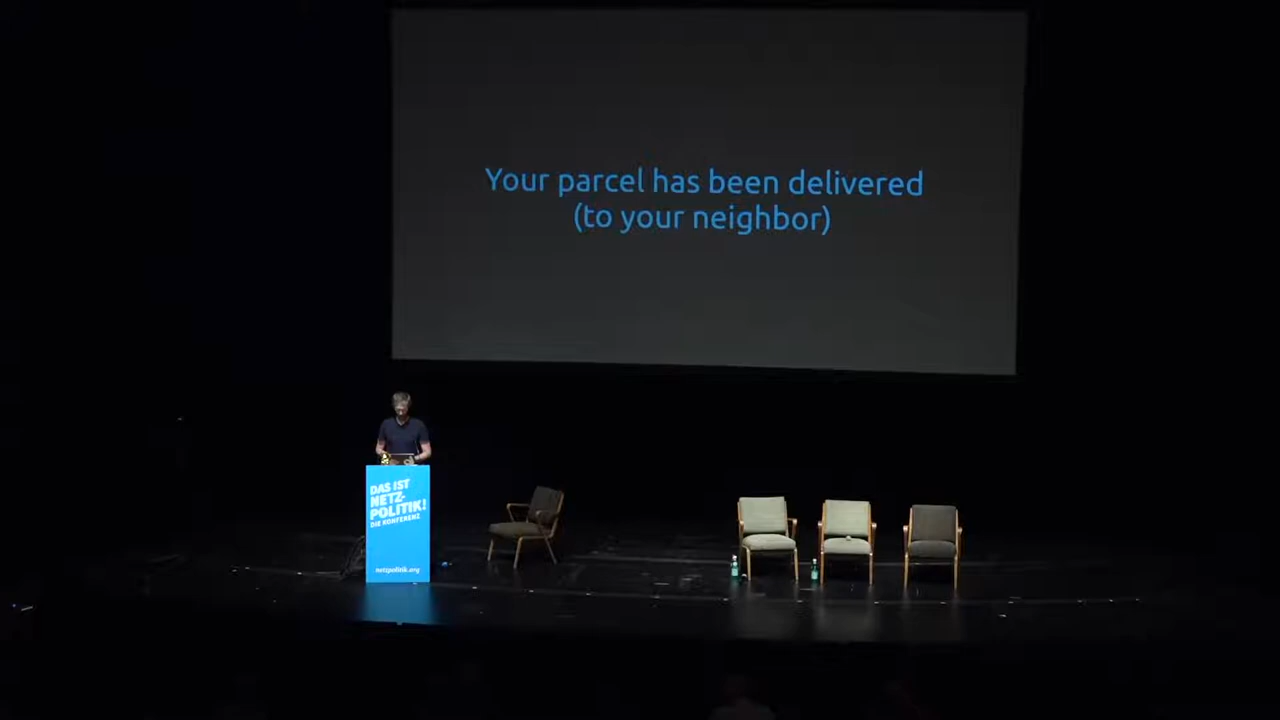 Your parcel has been delivered
(to your neighbor)
DAS IST
NETZ-
POLITIK!
DIE KONFERENZ
netzpolitik.org